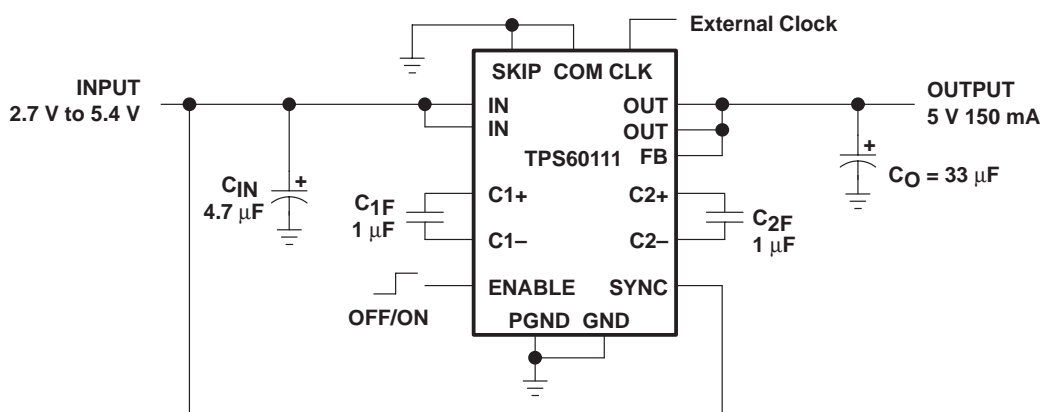 External Clock
SKIP COM CLK
INPUT
2.7 V to 5.4 V
IN
IN
OUT
OUT
TPS60111 FB
OUTPUT
5 V 150 mA
CIN
4.7 μF
+
C1F
1 μF
C1+
C1–
C2+
C2–
C2F
1 μF
+
CO = 33 μF
ENABLE
SYNC
OFF/ON
PGND GND